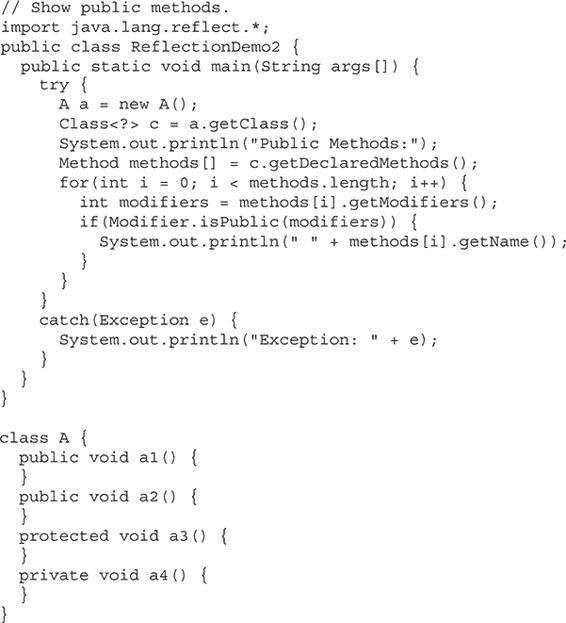 // Show public methods.
import java.lang.reflect.*;
public class ReflectionDemo2 {
  public static void main(String args[]) {
    try {
      A a = new A();
      Class<?> c = a.getClass();
      System.out.println("Public Methods:");
      Method methods[] = c.getDeclaredMethods();
      for(int i = 0; i < methods.length; i++) {
        int modifiers = methods[i].getModifiers();
        if(Modifier.isPublic(modifiers)) {
          System.out.println(" " + methods[i].getName());
        }
      }
    }
    catch(Exception e) {
      System.out.println("Exception: " + e);
    }
  }
}

class A {
  public void a1() {
  }
  public void a2() {
  }
  protected void a3() {
  }
  private void a4() {
  }
}